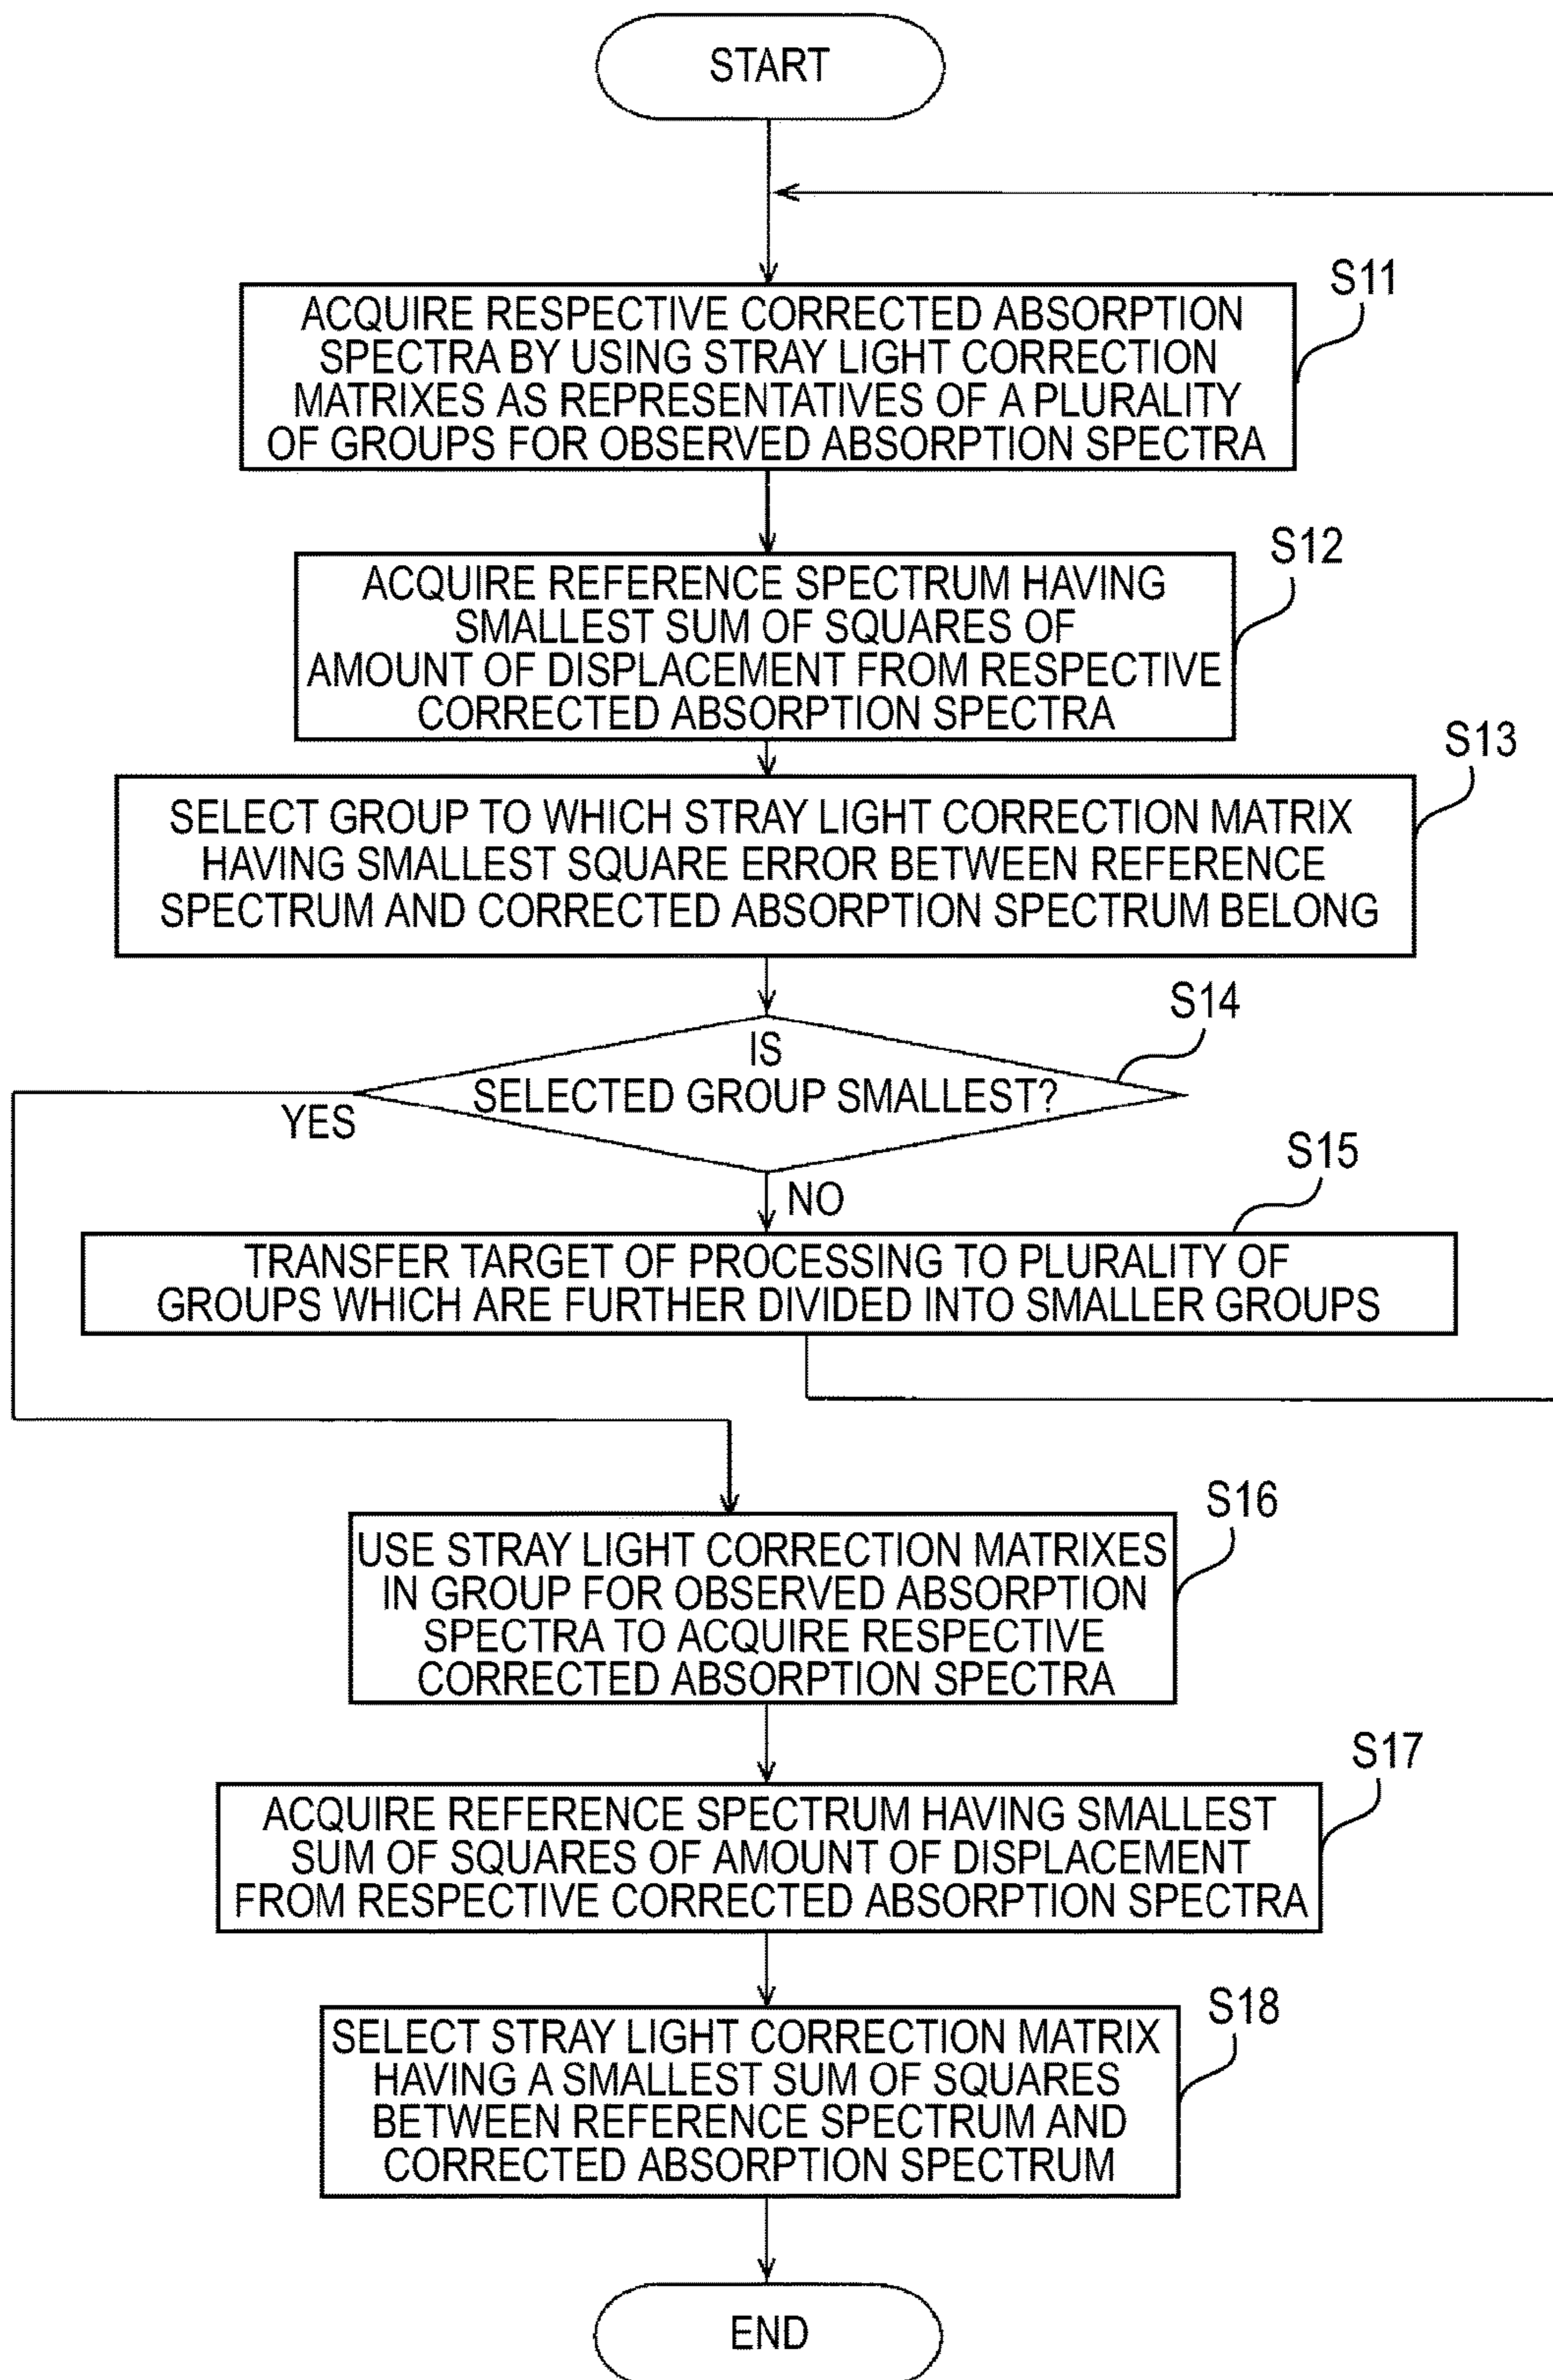 START
S11
ACQUIRE RESPECTIVE CORRECTED ABSORPTION
SPECTRA BY USING STRAY LIGHT CORRECTION
MATRIXES AS REPRESENTATIVES OF A PLURALITY
OF GROUPS FOR OBSERVED ABSORPTION SPECTRA
S12
ACQUIRE REFERENCE SPECTRUM HAVING
SMALLEST SUM OF SQUARES OF
AMOUNT OF DISPLACEMENT FROM RESPECTIVE
CORRECTED ABSORPTION SPECTRA
S13
SELECT GROUP TO WHICH STRAY LIGHT CORRECTION MATRIX
HAVING SMALLEST SQUARE ERROR BETWEEN REFERENCE
SPECTRUM AND CORRECTED ABSORPTION SPECTRUM BELONG
S14
IS
SELECTED GROUP SMALLEST?
YES
NO
S15
TRANSFER TARGET OF PROCESSING TO PLURALITY OF
GROUPS WHICH ARE FURTHER DIVIDED INTO SMALLER GROUPS
S16
USE STRAY LIGHT CORRECTION MATRIXES
IN GROUP FOR OBSERVED ABSORPTION
SPECTRA TO ACQUIRE RESPECTIVE
CORRECTED ABSORPTION SPECTRA
S17
ACQUIRE REFERENCE SPECTRUM HAVING SMALLEST
SUM OF SQUARES OF AMOUNT OF DISPLACEMENT
FROM RESPECTIVE CORRECTED ABSORPTION SPECTRA
S18
SELECT STRAY LIGHT CORRECTION MATRIX
HAVING A SMALLEST SUM OF SQUARES
BETWEEN REFERENCE SPECTRUM AND
CORRECTED ABSORPTION SPECTRUM
END